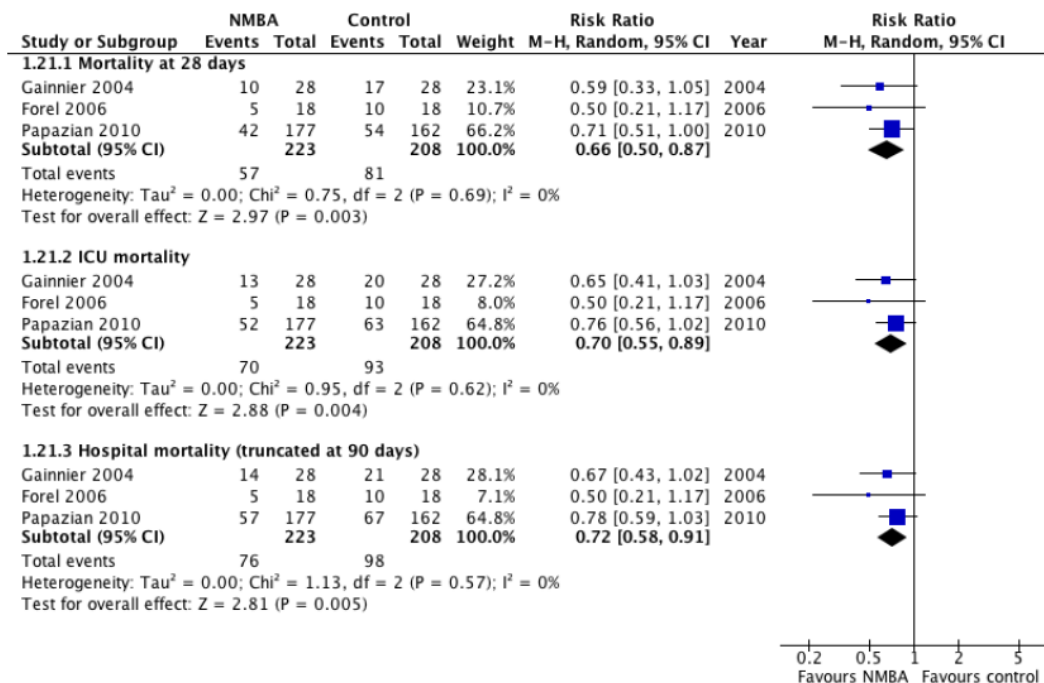 NMBA Control Risk Ratio Risk Ratio
Study or Subgroup Events Total Events Total Weight M-H, Random, 95% CI Year M-H, Random, 95% CI
1.21.1 Mortality at 28 days
Gainnier 2004 10 28 17 28 23.1% 0.59 [0.33, 1.05] 2004
Forel 2006 5 18 10 18 10.7% 0.50 [0.21, 1.17] 2006
Papazian 2010 42 177 54 162 66.2% 0.71 [0.51, 1.00] 2010
Subtotal (95% CI) 223 208 100.0% 0.66 [0.50, 0.87]
Total events 57 81
Heterogeneity: Tau² = 0.00; Chi² = 0.75, df = 2 (P = 0.69); I² = 0%
Test for overall effect: Z = 2.97 (P = 0.003)
1.21.2 ICU mortality
Gainnier 2004 13 28 20 28 27.2% 0.65 [0.41, 1.03] 2004
Forel 2006 5 18 10 18 8.0% 0.50 [0.21, 1.17] 2006
Papazian 2010 52 177 63 162 64.8% 0.76 [0.56, 1.02] 2010
Subtotal (95% CI) 223 208 100.0% 0.70 [0.55, 0.89]
Total events 70 93
Heterogeneity: Tau² = 0.00; Chi² = 0.95, df = 2 (P = 0.62); I² = 0%
Test for overall effect: Z = 2.88 (P = 0.004)
1.21.3 Hospital mortality (truncated at 90 days)
Gainnier 2004 14 28 21 28 28.1% 0.67 [0.43, 1.02] 2004
Forel 2006 5 18 10 18 7.1% 0.50 [0.21, 1.17] 2006
Papazian 2010 57 177 67 162 64.8% 0.78 [0.59, 1.03] 2010
Subtotal (95% CI) 223 208 100.0% 0.72 [0.58, 0.91]
Total events 76 98
Heterogeneity: Tau² = 0.00; Chi² = 1.13, df = 2 (P = 0.57); I² = 0%
Test for overall effect: Z = 2.81 (P = 0.005)
0.2 0.5 1 2 5
Favours NMBA Favours control